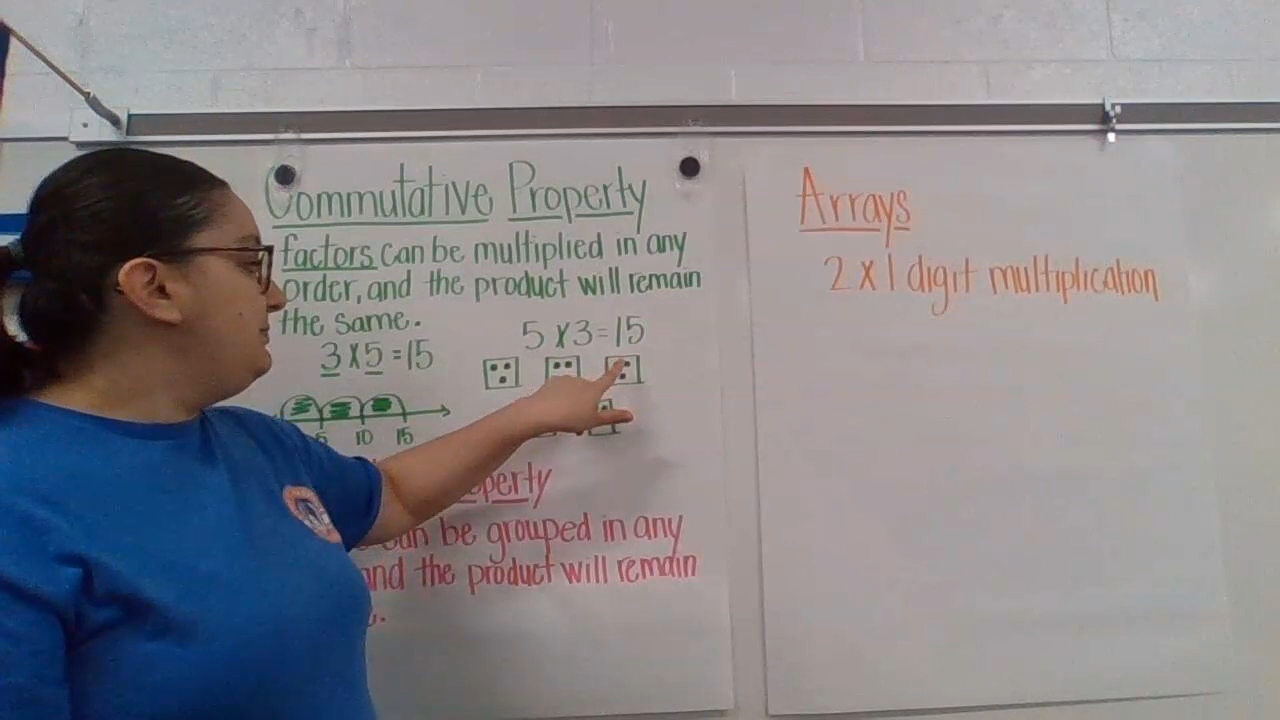 Commutative Property
factors can be multiplied in any
order, and the product will remain
the same.
3 x 5 = 15
5 x 3 = 15
5 10 15
Property
can be grouped in any
and the product will remain
Arrays
2 x 1 digit multiplication